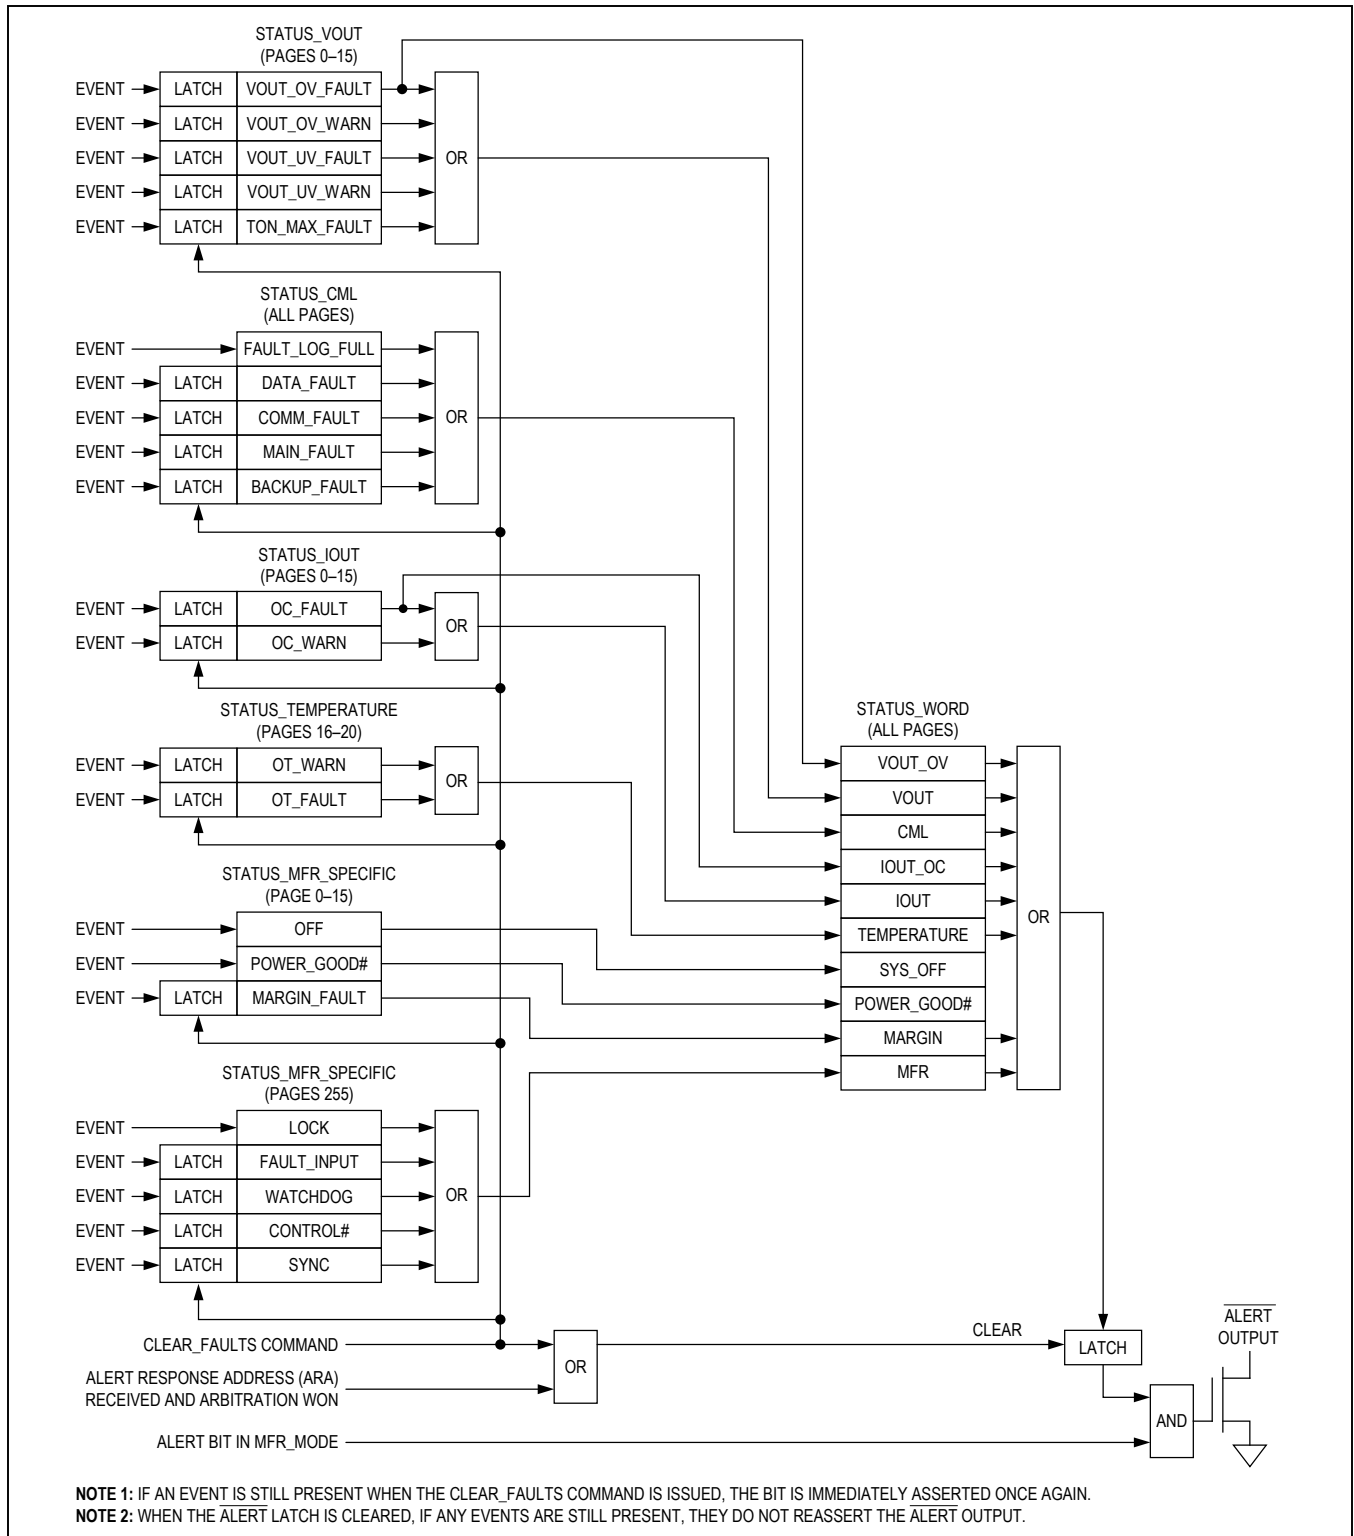 STATUS_VOUT
(PAGES 0–15)
EVENT LATCH VOUT_OV_FAULT
EVENT LATCH VOUT_OV_WARN
EVENT LATCH VOUT_UV_FAULT OR
EVENT LATCH VOUT_UV_WARN
EVENT LATCH TON_MAX_FAULT
STATUS_CML
(ALL PAGES)
EVENT FAULT_LOG_FULL
EVENT LATCH DATA_FAULT
EVENT LATCH COMM_FAULT OR
EVENT LATCH MAIN_FAULT
EVENT LATCH BACKUP_FAULT
STATUS_IOUT
(PAGES 0–15)
EVENT LATCH OC_FAULT
OR
EVENT LATCH OC_WARN
STATUS_TEMPERATURE
(PAGES 16–20)
EVENT LATCH OT_WARN
OR
EVENT LATCH OT_FAULT
STATUS_MFR_SPECIFIC
(PAGE 0–15)
EVENT OFF
EVENT POWER_GOOD#
EVENT LATCH MARGIN_FAULT
STATUS_MFR_SPECIFIC
(PAGES 255)
EVENT LOCK
EVENT LATCH FAULT_INPUT
EVENT LATCH WATCHDOG OR
EVENT LATCH CONTROL#
EVENT LATCH SYNC
STATUS_WORD
(ALL PAGES)
VOUT_OV
VOUT
CML
IOUT_OC
IOUT
OR
TEMPERATURE
SYS_OFF
POWER_GOOD#
MARGIN
MFR
CLEAR_FAULTS COMMAND
OR
ALERT RESPONSE ADDRESS (ARA)
RECEIVED AND ARBITRATION WON
CLEAR
LATCH
ALERT
OUTPUT
AND
ALERT BIT IN MFR_MODE
NOTE 1: IF AN EVENT IS STILL PRESENT WHEN THE CLEAR_FAULTS COMMAND IS ISSUED, THE BIT IS IMMEDIATELY ASSERTED ONCE AGAIN.
NOTE 2: WHEN THE ALERT LATCH IS CLEARED, IF ANY EVENTS ARE STILL PRESENT, THEY DO NOT REASSERT THE ALERT OUTPUT.